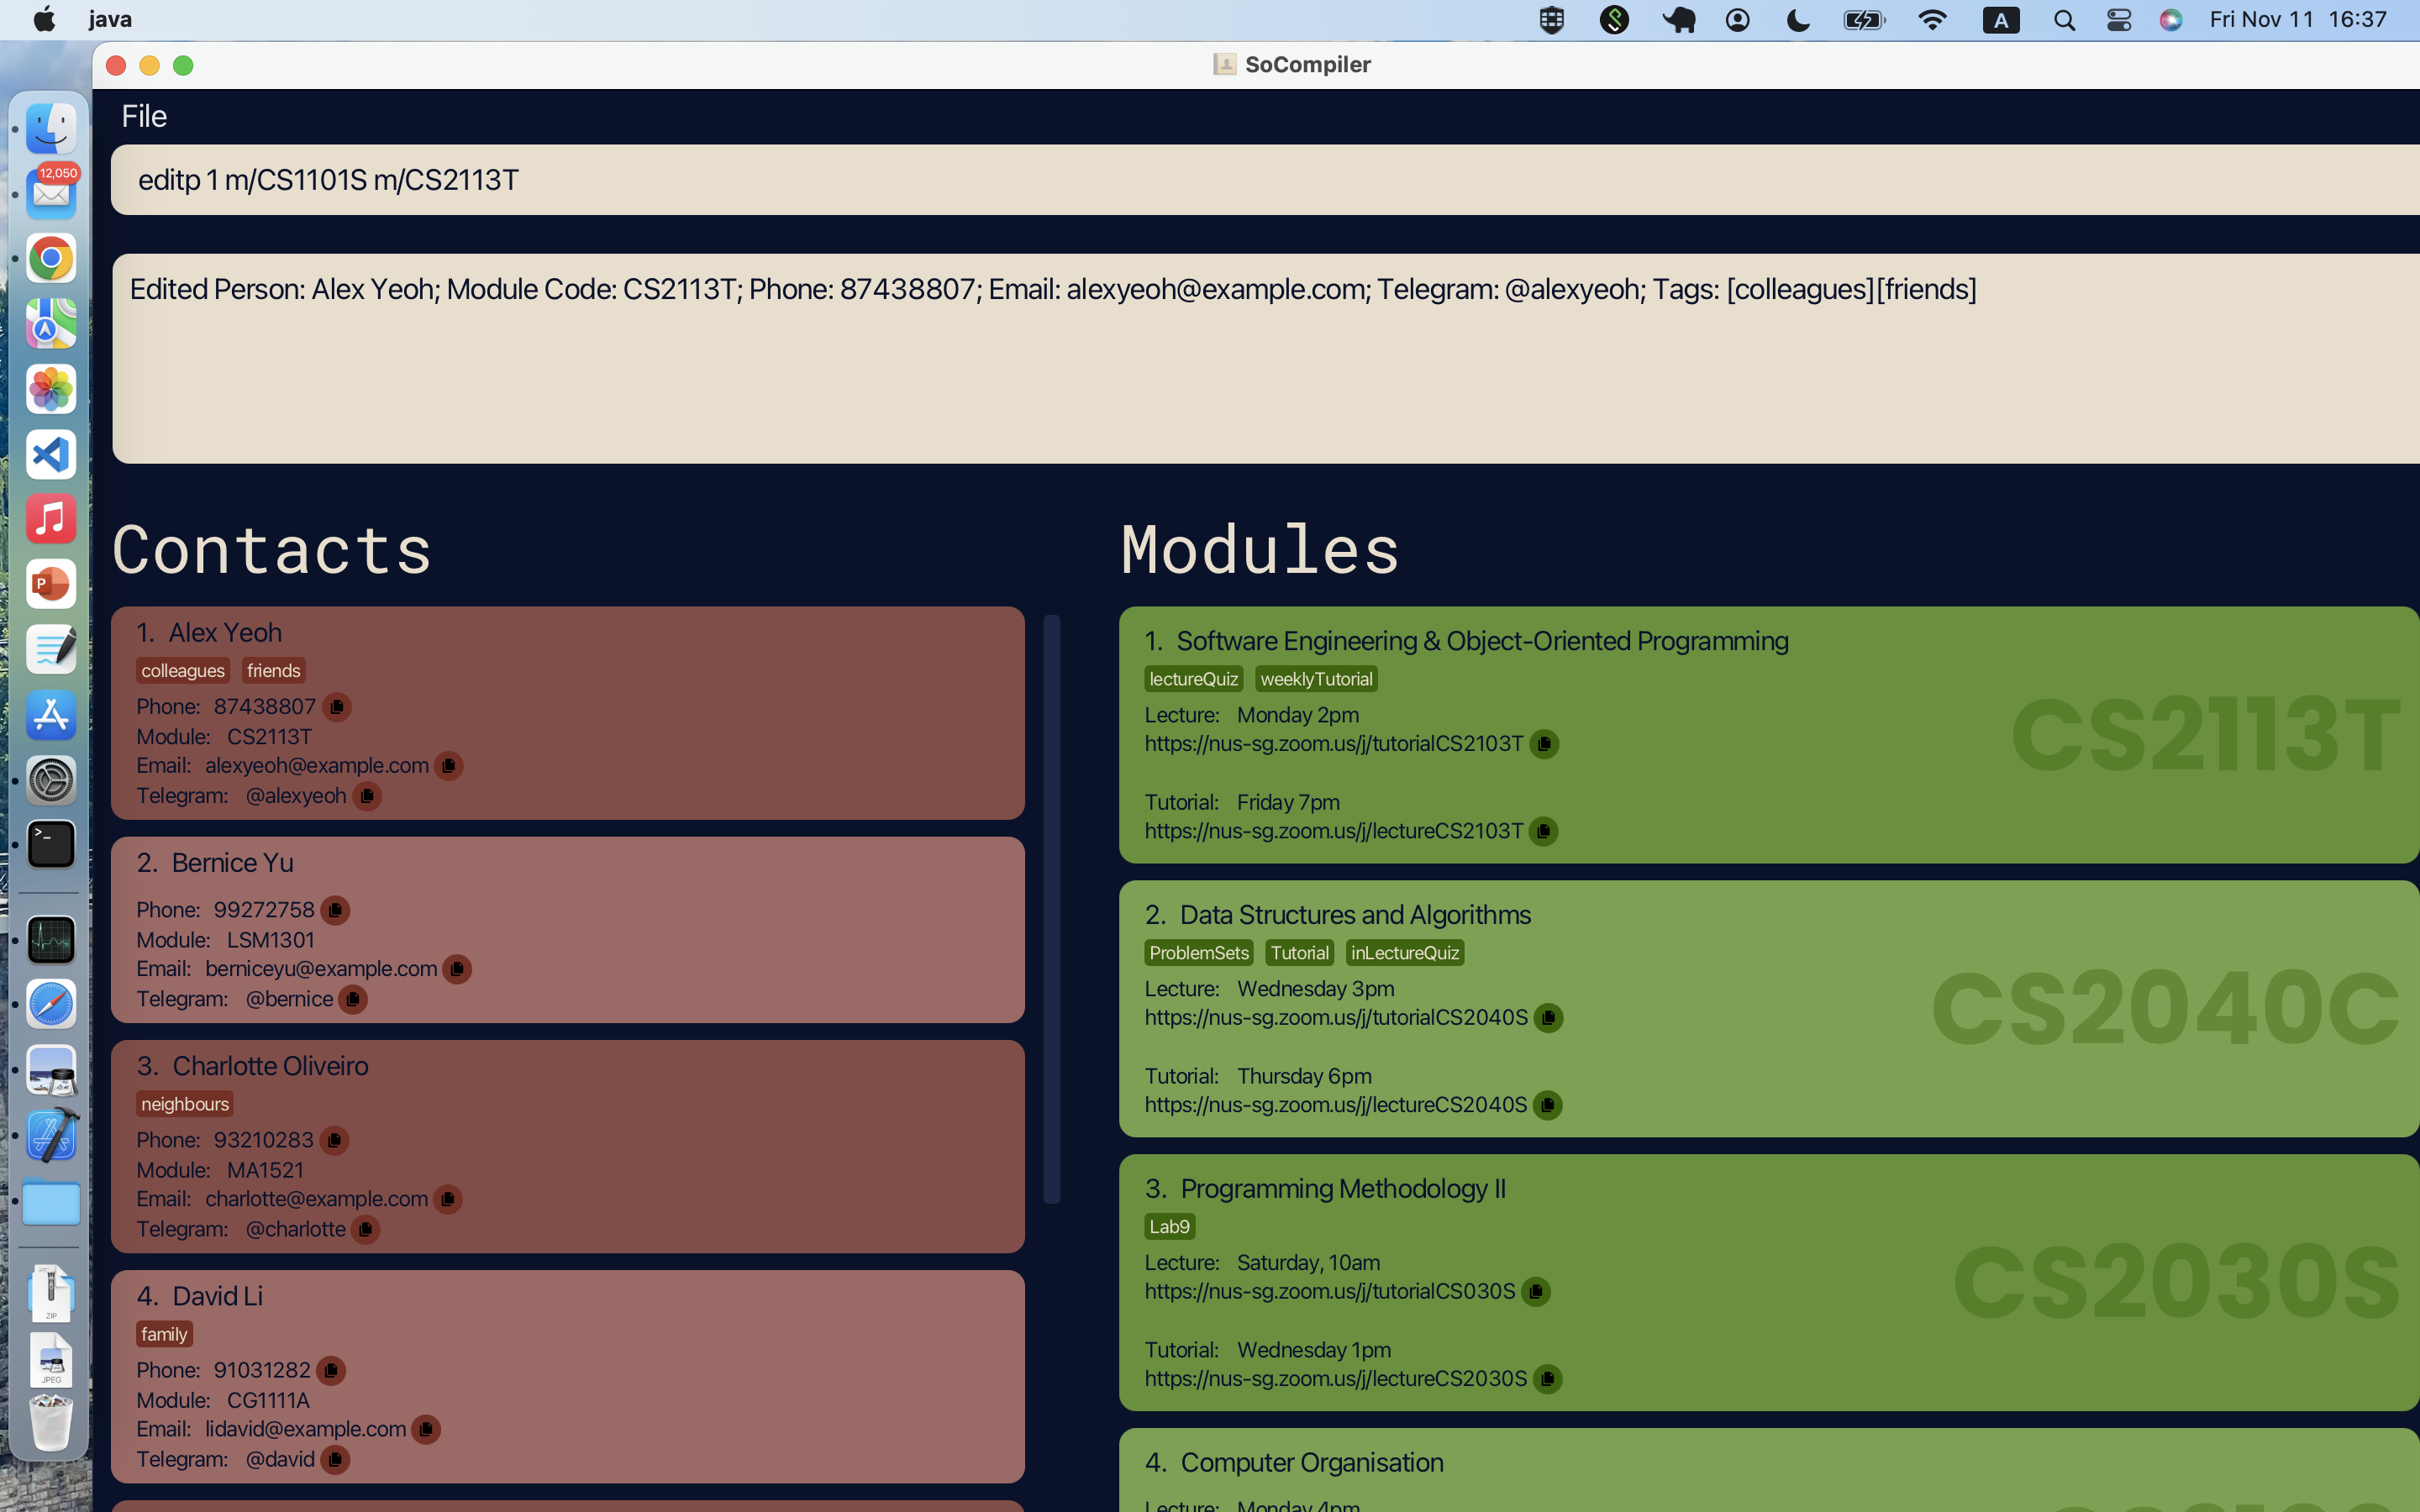 java
Fri Nov 11 16:37
SoCompiler
File
editp 1 m/CS1101S m/CS2113T
Edited Person: Alex Yeoh; Module Code: CS2113T; Phone: 87438807; Email: alexyeoh@example.com; Telegram: @alexyeoh; Tags: [colleagues][friends]
12,050
Contacts
1. Alex Yeoh
colleagues friends
Phone: 87438807
Module: CS2113T
Email: alexyeoh@example.com
Telegram: @alexyeoh
2. Bernice Yu
Phone: 99272758
Module: LSM1301
Email: berniceyu@example.com
Telegram: @bernice
3. Charlotte Oliveiro
neighbours
Phone: 93210283
Module: MA1521
Email: charlotte@example.com
Telegram: @charlotte
4. David Li
family
Phone: 91031282
Module: CG1111A
Email: lidavid@example.com
Telegram: @david
Modules
1. Software Engineering & Object-Oriented Programming
lectureQuiz weeklyTutorial
Lecture: Monday 2pm
https://nus-sg.zoom.us/j/tutorialCS2103T
Tutorial: Friday 7pm
https://nus-sg.zoom.us/j/lectureCS2103T
CS2113T
2. Data Structures and Algorithms
ProblemSets Tutorial inLectureQuiz
Lecture: Wednesday 3pm
https://nus-sg.zoom.us/j/tutorialCS2040S
Tutorial: Thursday 6pm
https://nus-sg.zoom.us/j/lectureCS2040S
CS2040C
3. Programming Methodology II
Lab9
Lecture: Saturday, 10am
https://nus-sg.zoom.us/j/tutorialCS030S
Tutorial: Wednesday 1pm
https://nus-sg.zoom.us/j/lectureCS2030S
CS2030S
4. Computer Organisation
Lecture: Monday 4pm
ZIP
JPEG